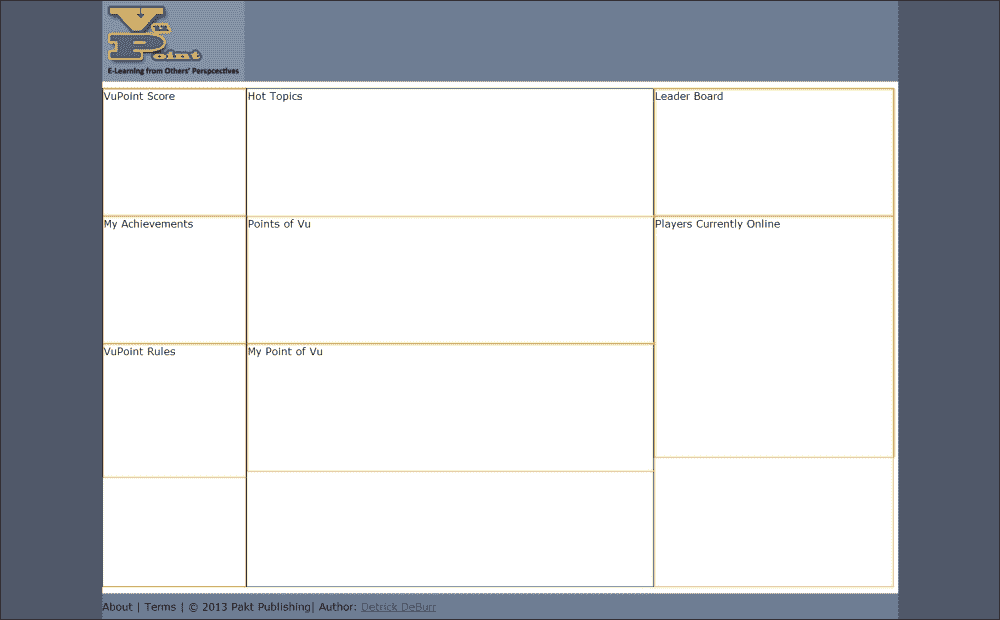 Vu
Point
E-Learning from Others' Perspcectives
VuPoint Score
Hot Topics
Leader Board
My Achievements
Points of Vu
Players Currently Online
VuPoint Rules
My Point of Vu
About | Terms | © 2013 Pakt Publishing| Author: Detrick DeBurr